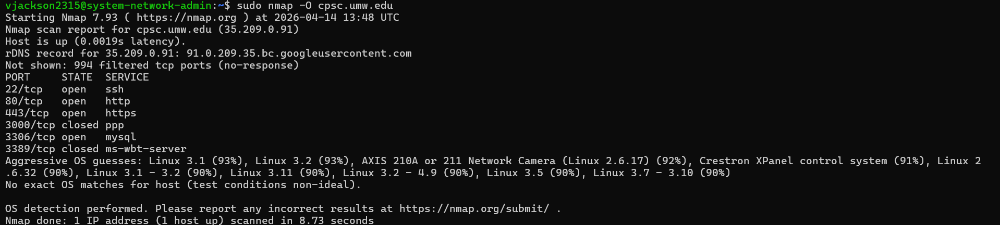 vjackson2315@system-network-admin:~$ sudo nmap -O cpsc.umw.edu
Starting Nmap 7.93 ( https://nmap.org ) at 2026-04-14 13:48 UTC
Nmap scan report for cpsc.umw.edu (35.209.0.91)
Host is up (0.0019s latency).
rDNS record for 35.209.0.91: 91.0.209.35.bc.googleusercontent.com
Not shown: 994 filtered tcp ports (no-response)
PORT     STATE  SERVICE
22/tcp   open   ssh
80/tcp   open   http
443/tcp  open   https
3000/tcp closed ppp
3306/tcp open   mysql
3389/tcp closed ms-wbt-server
Aggressive OS guesses: Linux 3.1 (93%), Linux 3.2 (93%), AXIS 210A or 211 Network Camera (Linux 2.6.17) (92%), Crestron XPanel control system (91%), Linux 2
.6.32 (90%), Linux 3.1 - 3.2 (90%), Linux 3.11 (90%), Linux 3.2 - 4.9 (90%), Linux 3.5 (90%), Linux 3.7 - 3.10 (90%)
No exact OS matches for host (test conditions non-ideal).
OS detection performed. Please report any incorrect results at https://nmap.org/submit/ .
Nmap done: 1 IP address (1 host up) scanned in 8.73 seconds